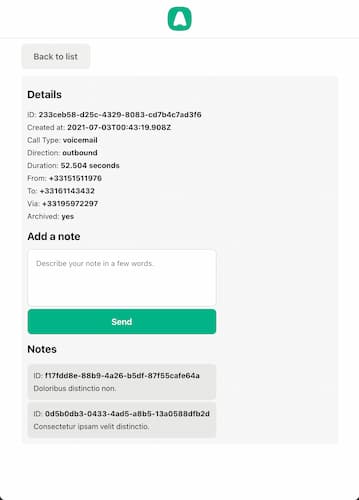 Back to list
Details
ID: 233ceb58-d25c-4329-8083-cd7b4c7ad3f6
Created at: 2021-07-03T00:43:19.908Z
Call Type: voicemail
Direction: outbound
Duration: 52.504 seconds
From: +33151511976
To: +33161143432
Via: +33195972297
Archived: yes
Add a note
Describe your note in a few words.
Send
Notes
ID: f17fdd8e-88b9-4a26-b5df-87f55cafe64a
Doloribus distinctio non.
ID: 0d5b0db3-0433-4ad5-a8b5-13a0588dfb2d
Consectetur ipsam velit distinctio.